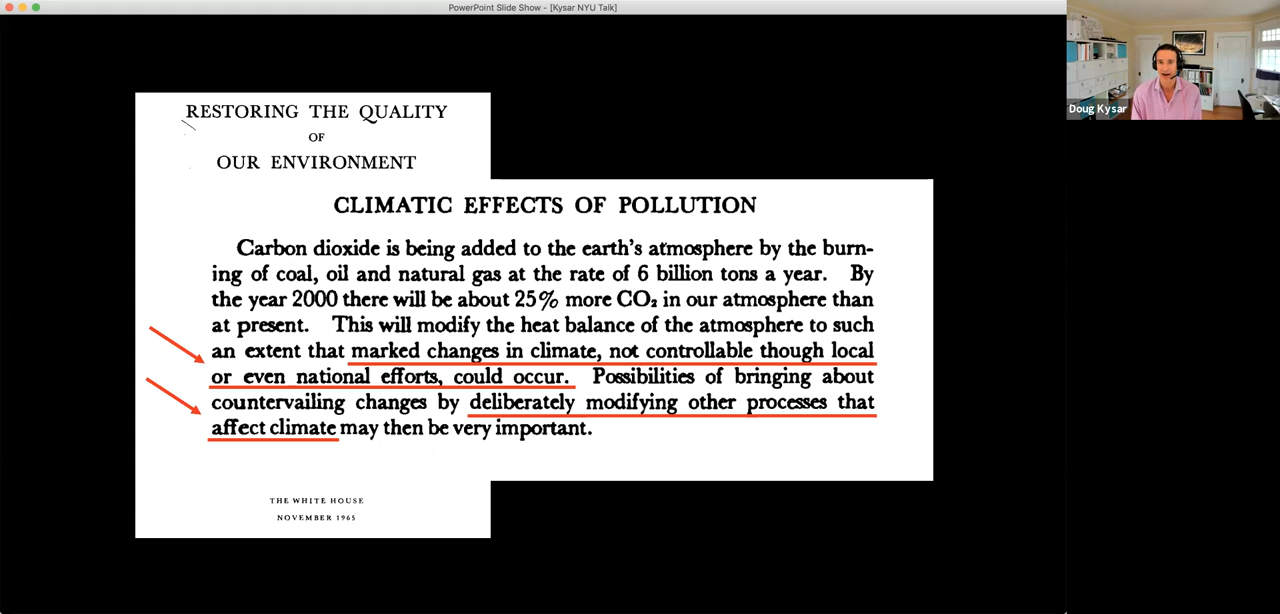 PowerPoint Slide Show - [Kysar NYU Talk]
Doug Kysar
RESTORING THE QUALITY
OF
OUR ENVIRONMENT
CLIMATIC EFFECTS OF POLLUTION
Carbon dioxide is being added to the earth's atmosphere by the burn-
ing of coal, oil and natural gas at the rate of 6 billion tons a year. By
the year 2000 there will be about 25% more CO₂ in our atmosphere than
at present. This will modify the heat balance of the atmosphere to such
an extent that marked changes in climate, not controllable though local
or even national efforts, could occur. Possibilities of bringing about
countervailing changes by deliberately modifying other processes that
affect climate may then be very important.
THE WHITE HOUSE
NOVEMBER 1965